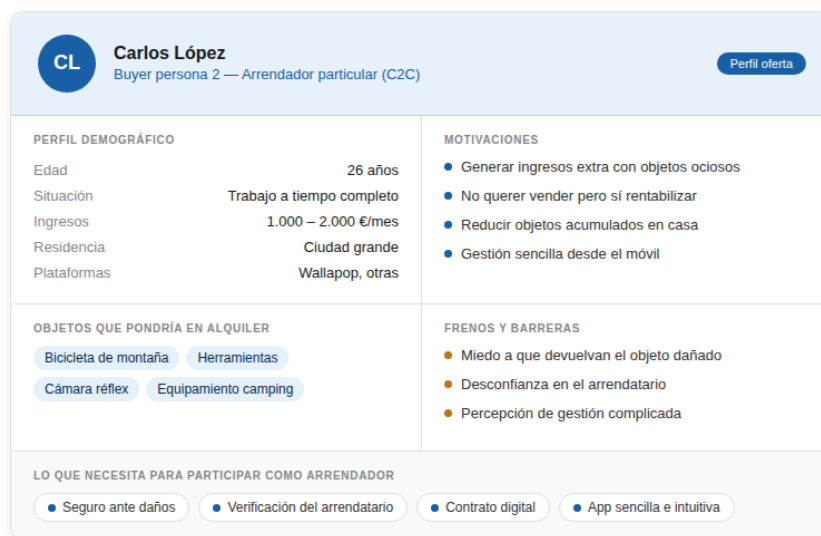 CL
Carlos López
Buyer persona 2 — Arrendador particular (C2C)
Perfil oferta
PERFIL DEMOGRÁFICO
Edad 26 años
Situación Trabajo a tiempo completo
Ingresos 1.000 – 2.000 €/mes
Residencia Ciudad grande
Plataformas Wallapop, otras
MOTIVACIONES
Generar ingresos extra con objetos ociosos
No querer vender pero sí rentabilizar
Reducir objetos acumulados en casa
Gestión sencilla desde el móvil
OBJETOS QUE PONDRÍA EN ALQUILER
Bicicleta de montaña Herramientas
Cámara réflex Equipamiento camping
FRENOS Y BARRERAS
Miedo a que devuelvan el objeto dañado
Desconfianza en el arrendatario
Percepción de gestión complicada
LO QUE NECESITA PARA PARTICIPAR COMO ARRENDADOR
Seguro ante daños Verificación del arrendatario Contrato digital App sencilla e intuitiva